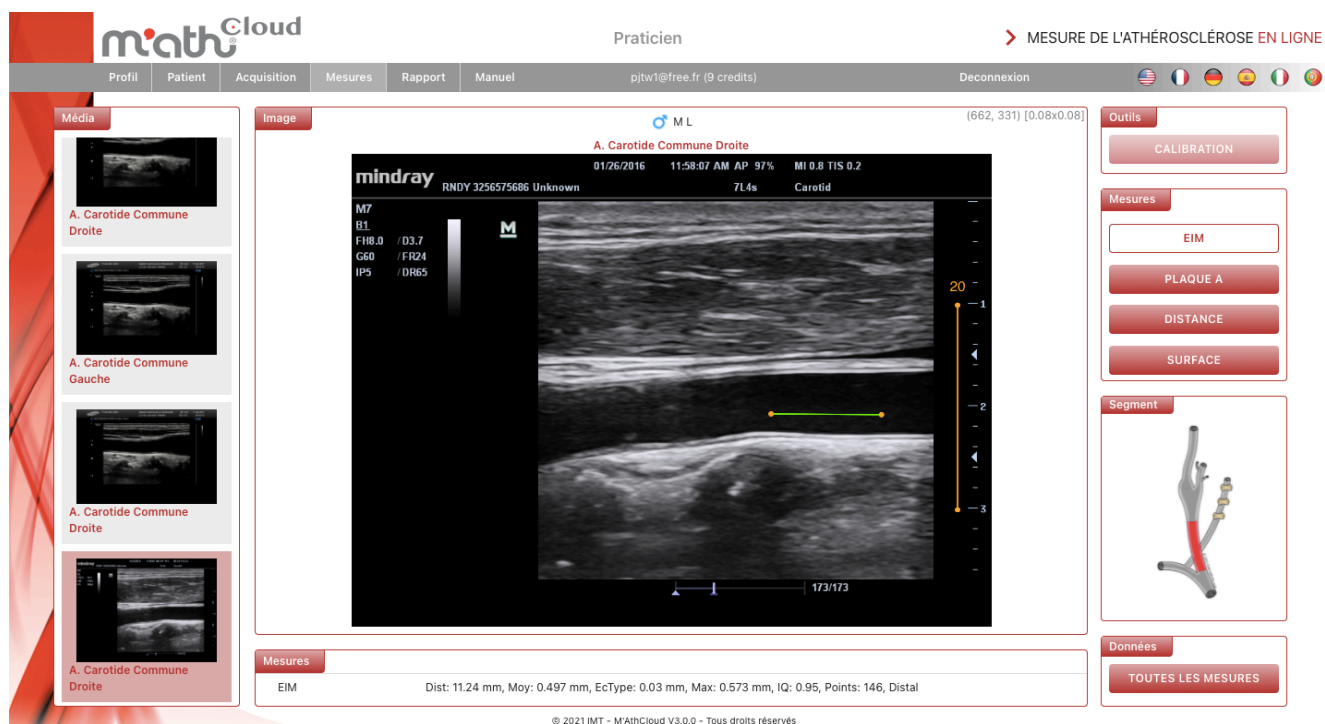 m'ath Cloud
Praticien
MESURE DE L'ATHÉROSCLÉROSE EN LIGNE
Profil Patient Acquisition Mesures Rapport Manuel pjtw1@free.fr (9 credits) Deconnexion
Média
A. Carotide Commune
Droite
A. Carotide Commune
Gauche
A. Carotide Commune
Droite
A. Carotide Commune
Droite
Image
M L
(662, 331) [0.08x0.08]
A. Carotide Commune Droite
mindray
01/26/2016 11:58:07 AM AP 97% MI 0.8 TIS 0.2
RNDY 3256575686 Unknown 7L4s Carotid
M7
B1
FH8.0 / D3.7
G60 / FR24
IP5 / DR65
M
20
1
2
3
173/173
Mesures
EIM Dist: 11.24 mm, Moy: 0.497 mm, EcType: 0.03 mm, Max: 0.573 mm, IQ: 0.95, Points: 146, Distal
Outils
CALIBRATION
Mesures
EIM
PLAQUE A
DISTANCE
SURFACE
Segment
Données
TOUTES LES MESURES
© 2021 IMT - M'AthCloud V3.0.0 - Tous droits réservés